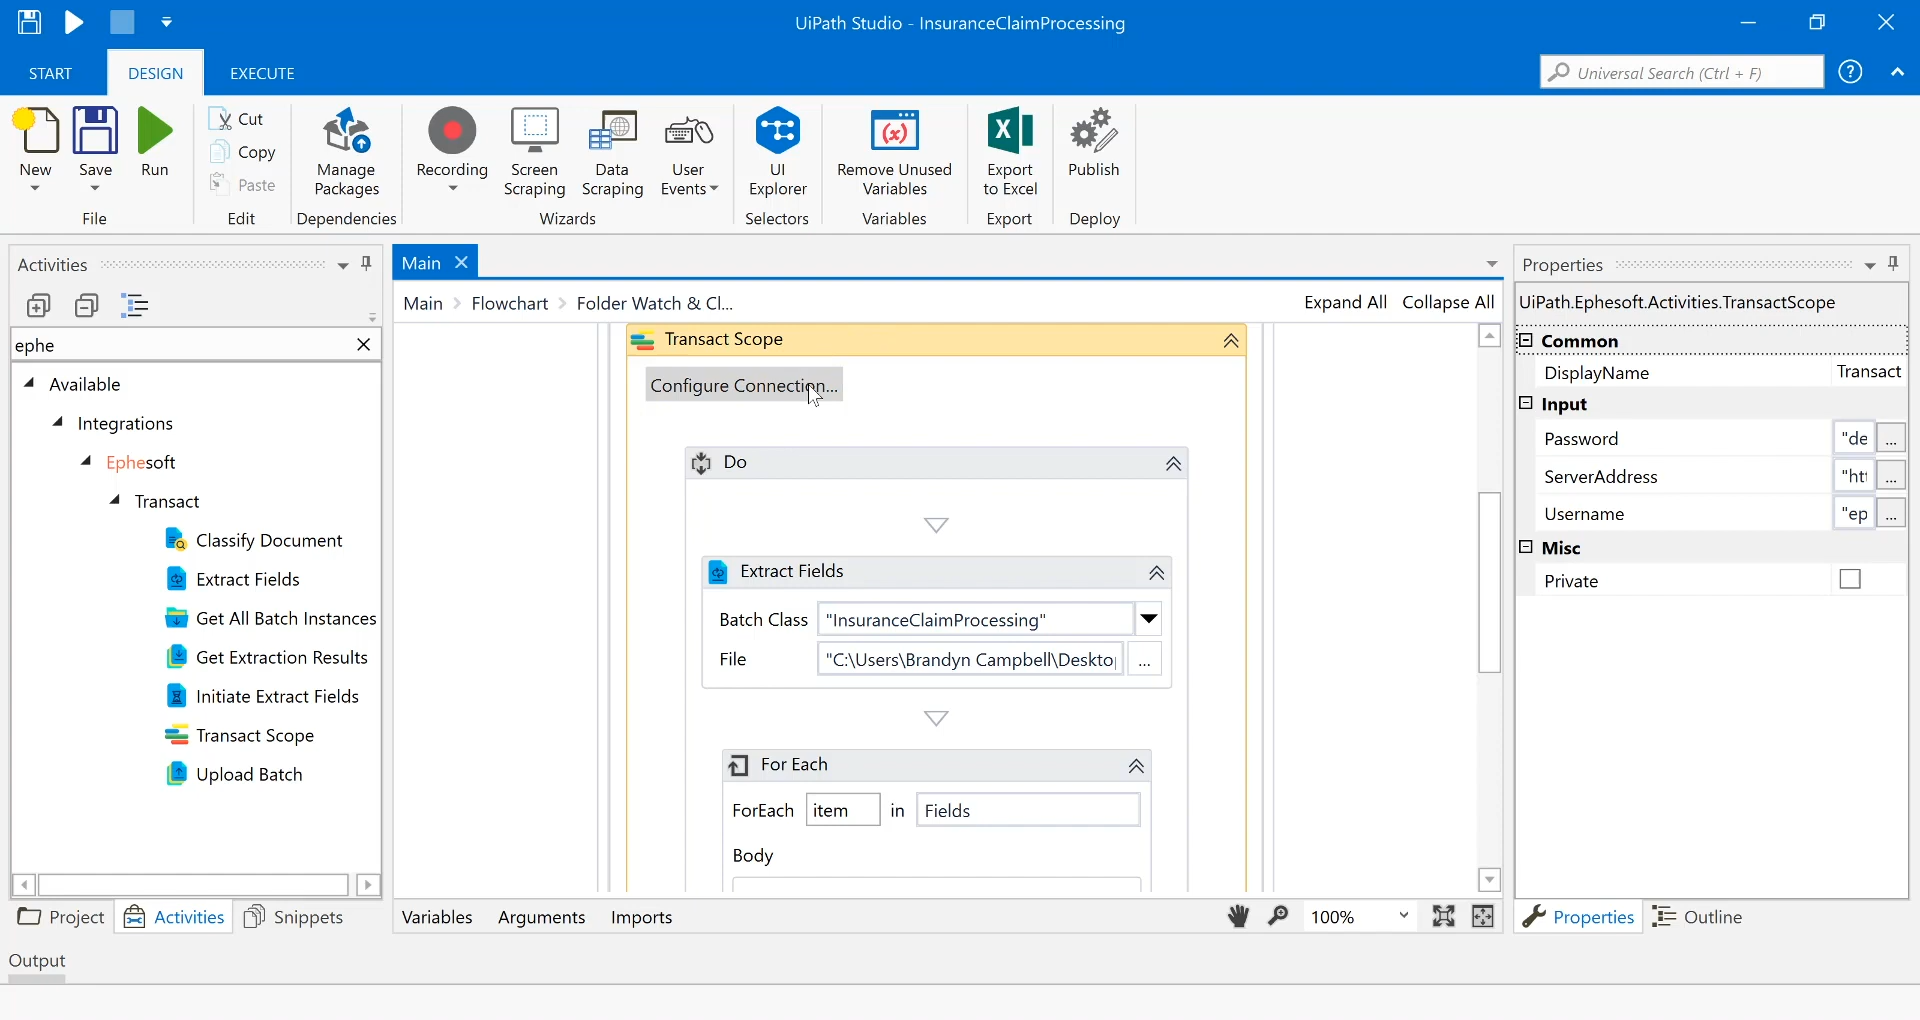 UiPath Studio - InsuranceClaimProcessing
START DESIGN EXECUTE
Universal Search (Ctrl + F)
New
Save
Run
File
Cut
Copy
Paste
Edit
Manage
Packages
Dependencies
Recording
Screen
Scraping
Data
Scraping
User
Events
Wizards
UI
Explorer
Selectors
Remove Unused
Variables
Variables
Export
to Excel
Export
Publish
Deploy
Activities
ephe
Available
Integrations
Ephesoft
Transact
Classify Document
Extract Fields
Get All Batch Instances
Get Extraction Results
Initiate Extract Fields
Transact Scope
Upload Batch
Project Activities Snippets
Main
Main > Flowchart > Folder Watch & Cl...
Expand All Collapse All
Transact Scope
Configure Connection...
Do
Extract Fields
Batch Class "InsuranceClaimProcessing"
File "C:\Users\Brandyn Campbell\Desktop ...
For Each
ForEach item in Fields
Body
Variables Arguments Imports
100%
Properties
UiPath.Ephesoft.Activities.TransactScope
Common
DisplayName Transact
Input
Password "de ...
ServerAddress "htt ...
Username "ep ...
Misc
Private
Properties Outline
Output